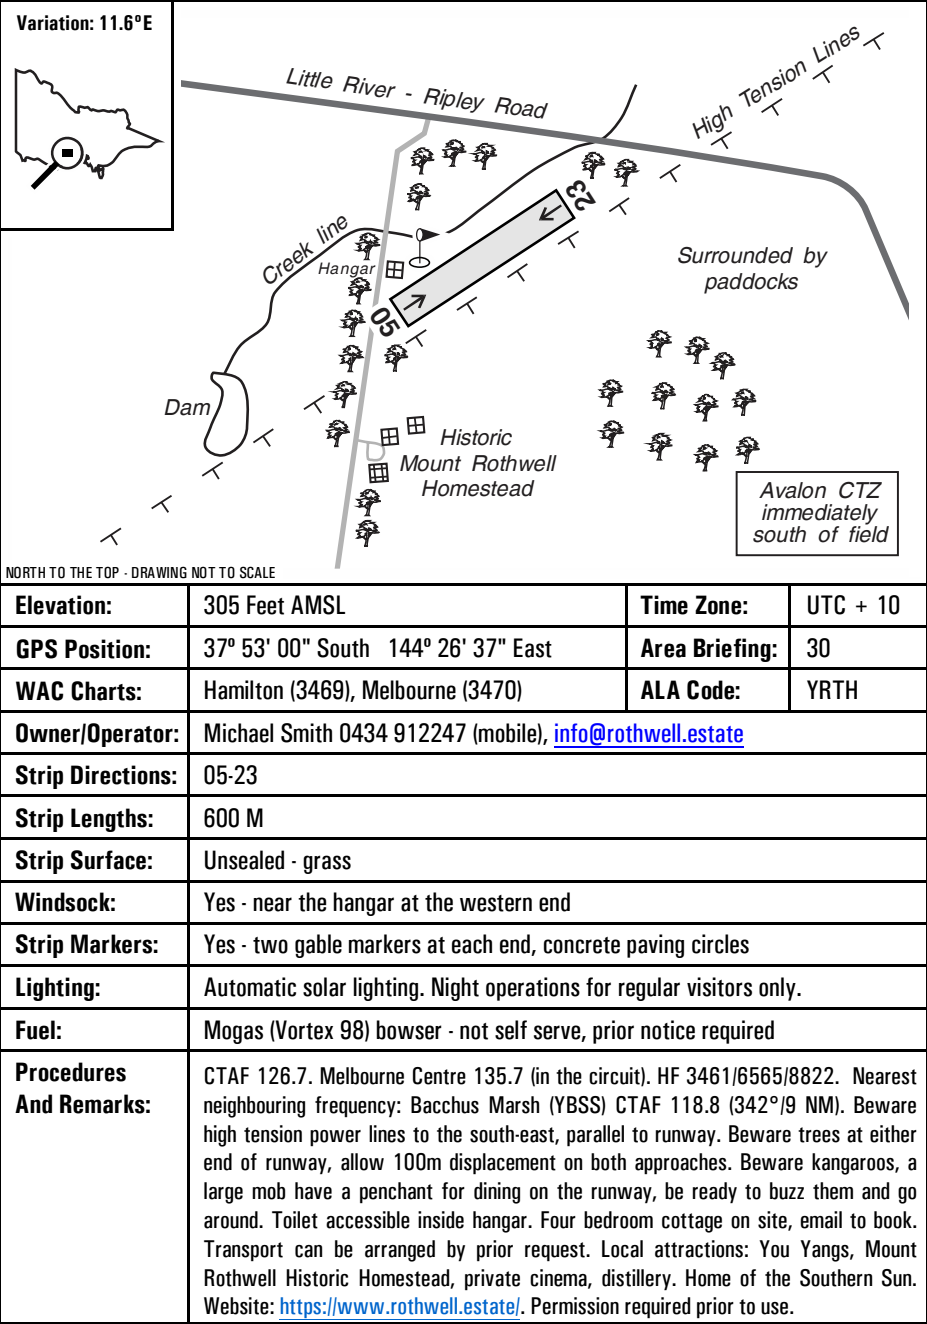 Variation: 11.6ºE
Little River - Ripley Road
High Tension Lines
23
Creek line
Hangar
Surrounded by
paddocks
05
Dam
Historic
Mount Rothwell
Homestead
Avalon CTZ
immediately
south of field
NORTH TO THE TOP - DRAWING NOT TO SCALE
Elevation: 305 Feet AMSL Time Zone: UTC + 10
GPS Position: 37º 53' 00" South 144º 26' 37" East Area Briefing: 30
WAC Charts: Hamilton (3469), Melbourne (3470) ALA Code: YRTH
Owner/Operator: Michael Smith 0434 912247 (mobile), info@rothwell.estate
Strip Directions: 05-23
Strip Lengths: 600 M
Strip Surface: Unsealed - grass
Windsock: Yes - near the hangar at the western end
Strip Markers: Yes - two gable markers at each end, concrete paving circles
Lighting: Automatic solar lighting. Night operations for regular visitors only.
Fuel: Mogas (Vortex 98) bowser - not self serve, prior notice required
Procedures
And Remarks:
CTAF 126.7. Melbourne Centre 135.7 (in the circuit). HF 3461/6565/8822. Nearest
neighbouring frequency: Bacchus Marsh (YBSS) CTAF 118.8 (342°/9 NM). Beware
high tension power lines to the south-east, parallel to runway. Beware trees at either
end of runway, allow 100m displacement on both approaches. Beware kangaroos, a
large mob have a penchant for dining on the runway, be ready to buzz them and go
around. Toilet accessible inside hangar. Four bedroom cottage on site, email to book.
Transport can be arranged by prior request. Local attractions: You Yangs, Mount
Rothwell Historic Homestead, private cinema, distillery. Home of the Southern Sun.
Website: https://www.rothwell.estate/. Permission required prior to use.